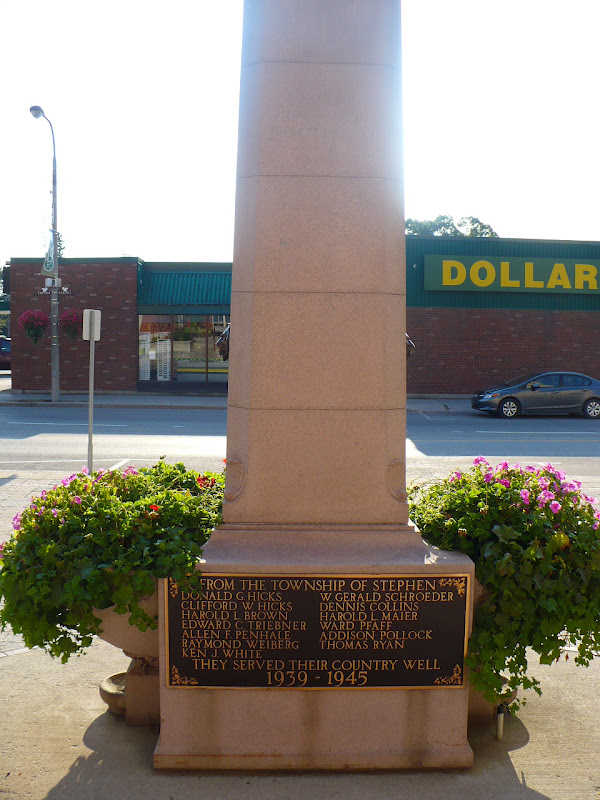 DOLLAR
FROM THE TOWNSHIP OF STEPHEN
DONALD G. HICKS W. GERALD SCHROEDER
CLIFFORD W. HICKS DENNIS COLLINS
HAROLD L. BROWN HAROLD L. MAIER
EDWARD C. TRIEBNER WARD PFAFF
ALLEN F. PENHALE ADDISON POLLOCK
RAYMOND WEIBERG THOMAS RYAN
KEN J. WHITE
THEY SERVED THEIR COUNTRY WELL
1939 - 1945